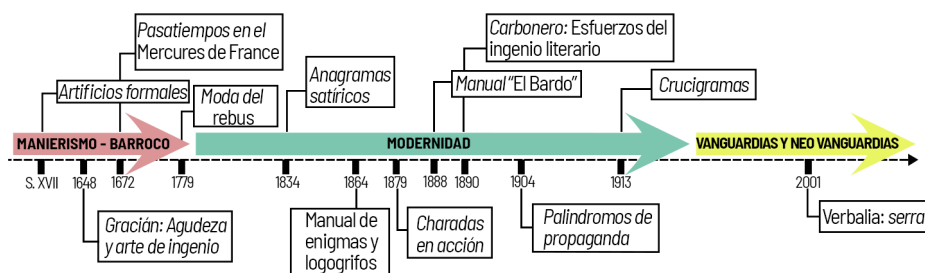 Pasatiempos en el
Mercures de France
Artificios formales
Moda del
rebus
Anagramas
satíricos
Carbonero: Esfuerzos del
ingenio literario
Manual “El Bardo”
Crucigramas
MANIERISMO - BARROCO
MODERNIDAD
VANGUARDIAS Y NEO VANGUARDIAS
S. XVII
1648
1672
1779
1834
1864
1879
1888
1890
1904
1913
2001
Gracián: Agudeza
y arte de ingenio
Manual de
enigmas y
logogrifos
Charadas
en acción
Palindromos de
propaganda
Verbalia: serra